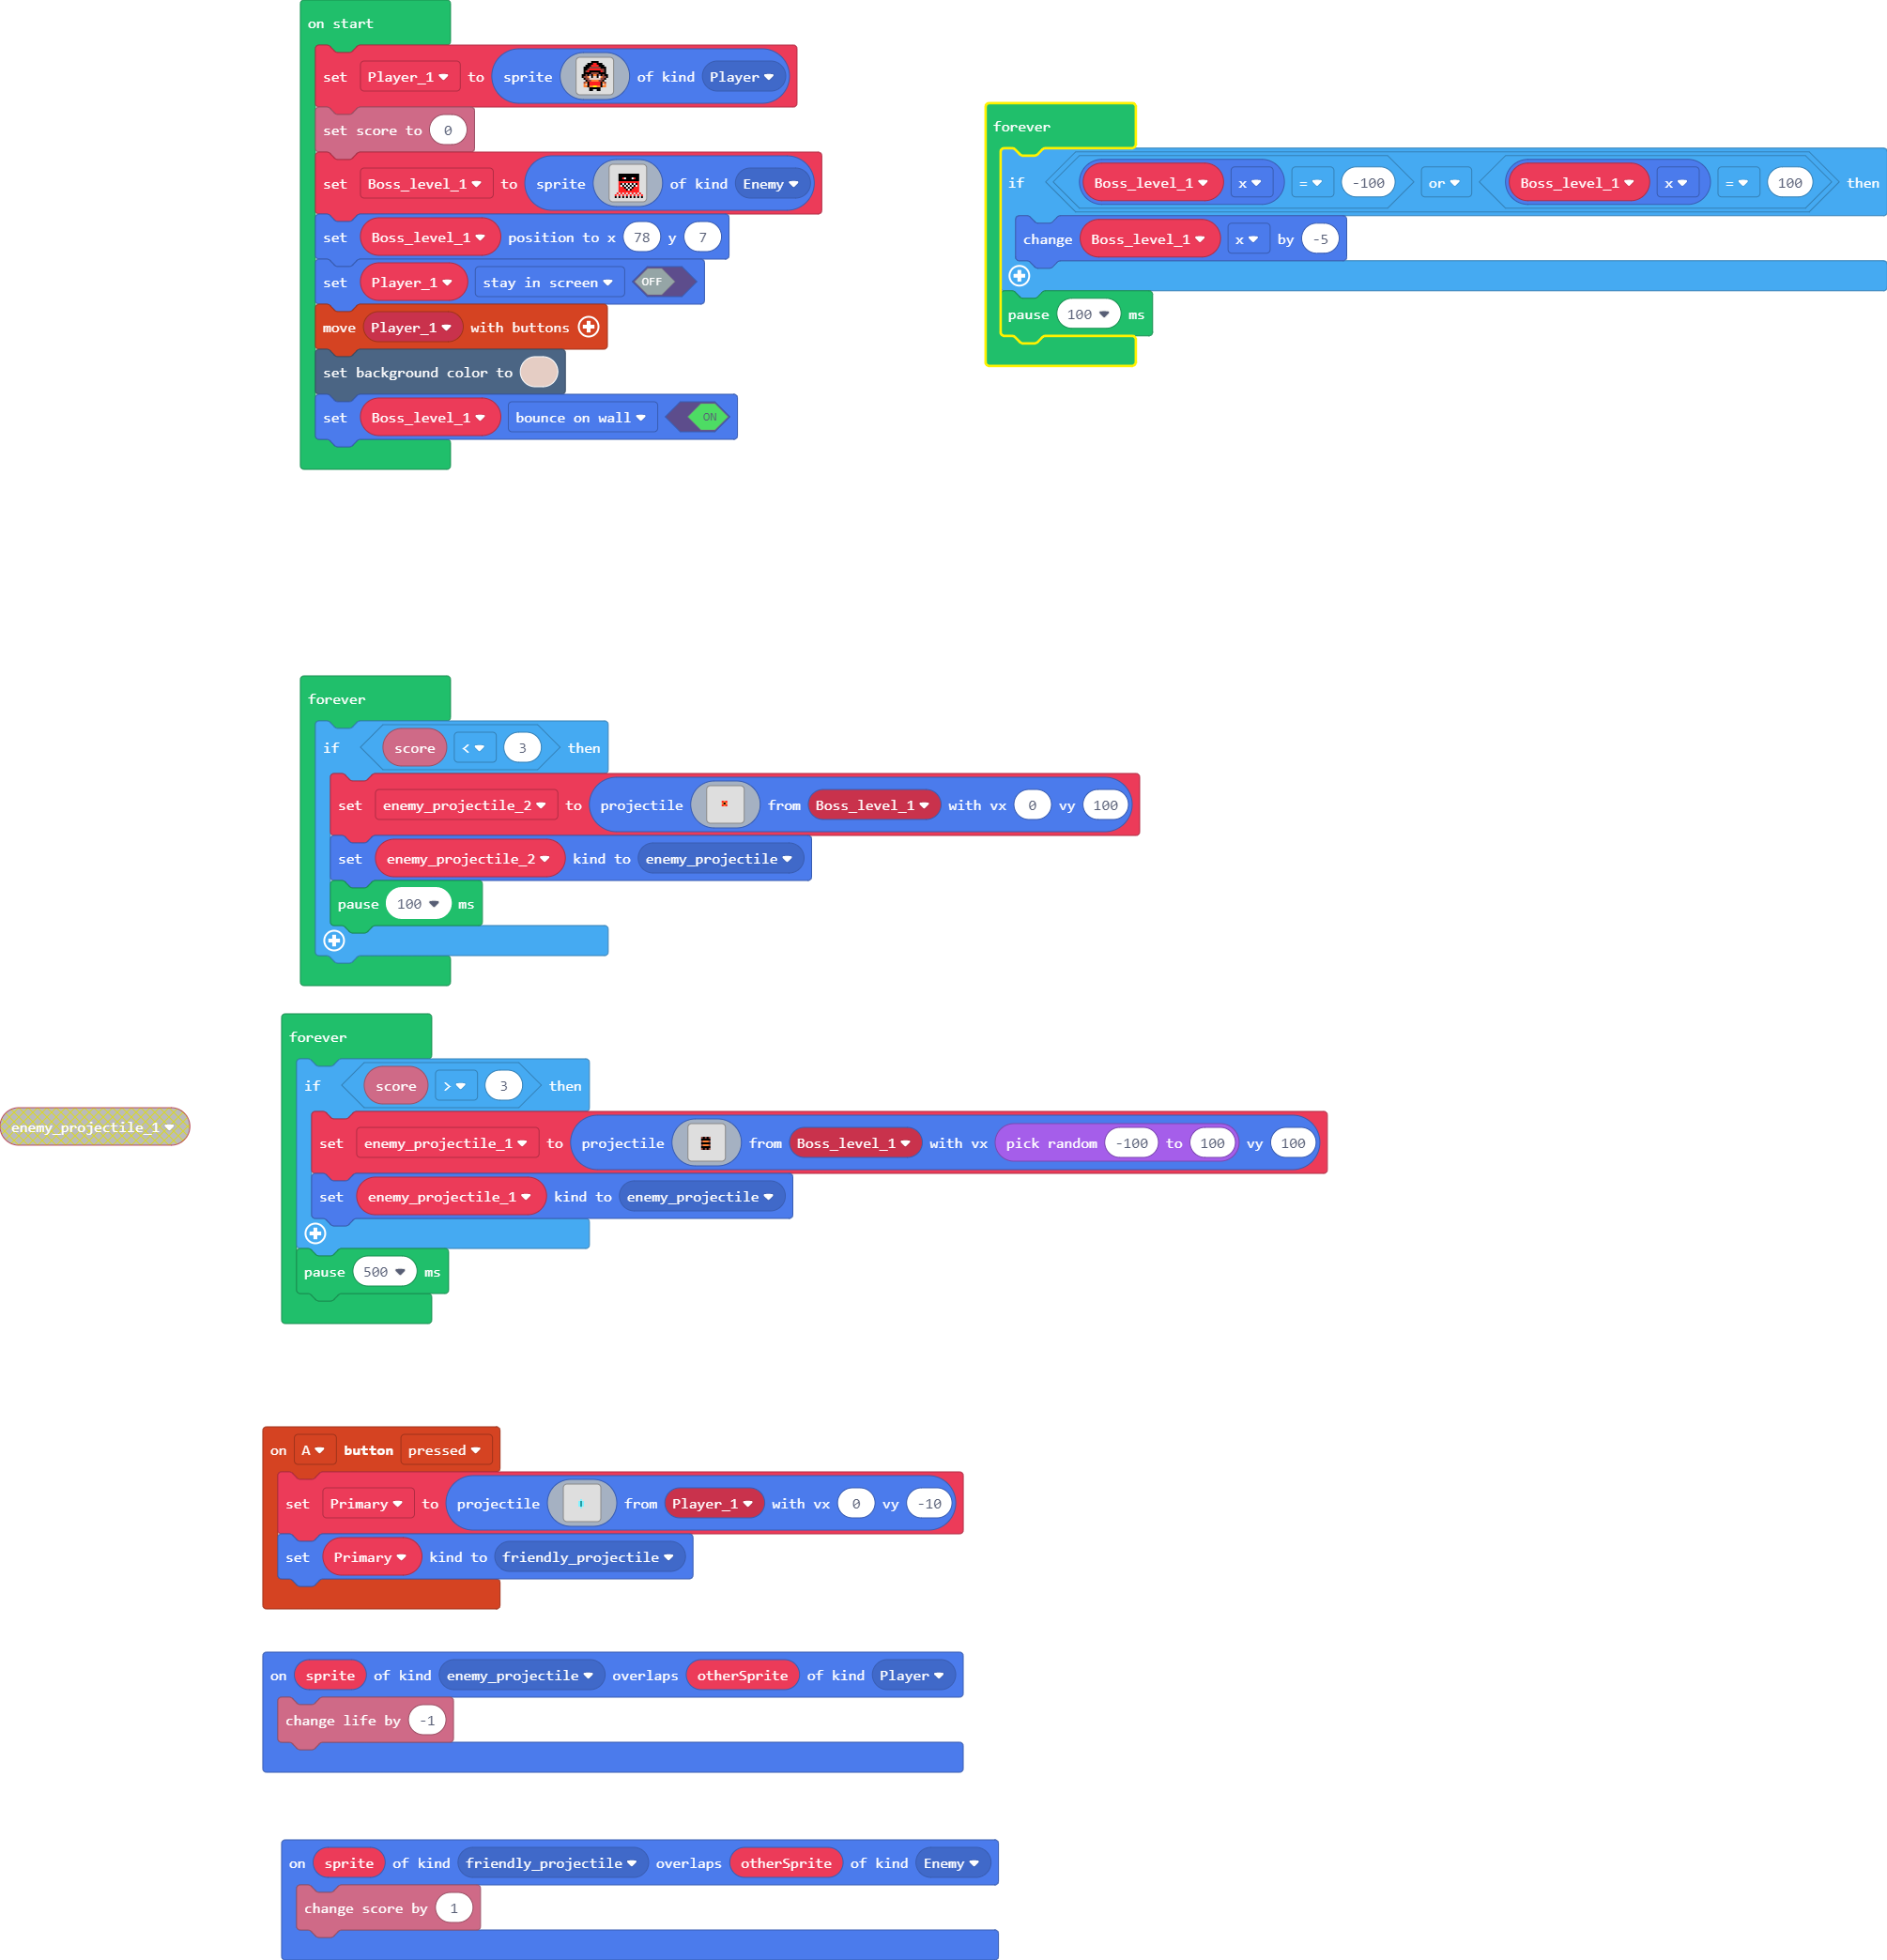 on start
set Player_1 to sprite of kind Player
set score to 0
set Boss_level_1 to sprite of kind Enemy
set Boss_level_1 position to x 78 y 7
set Player_1 stay in screen OFF
move Player_1 with buttons
set background color to
set Boss_level_1 bounce on wall ON
forever
if Boss_level_1 x = -100 or Boss_level_1 x = 100 then
change Boss_level_1 x by -5
pause 100 ms
forever
if score < 3 then
set enemy_projectile_2 to projectile from Boss_level_1 with vx 0 vy 100
set enemy_projectile_2 kind to enemy_projectile
pause 100 ms
forever
if score > 3 then
set enemy_projectile_1 to projectile from Boss_level_1 with vx pick random -100 to 100 vy 100
set enemy_projectile_1 kind to enemy_projectile
pause 500 ms
enemy_projectile_1
on A button pressed
set Primary to projectile from Player_1 with vx 0 vy -10
set Primary kind to friendly_projectile
on sprite of kind enemy_projectile overlaps otherSprite of kind Player
change life by -1
on sprite of kind friendly_projectile overlaps otherSprite of kind Enemy
change score by 1